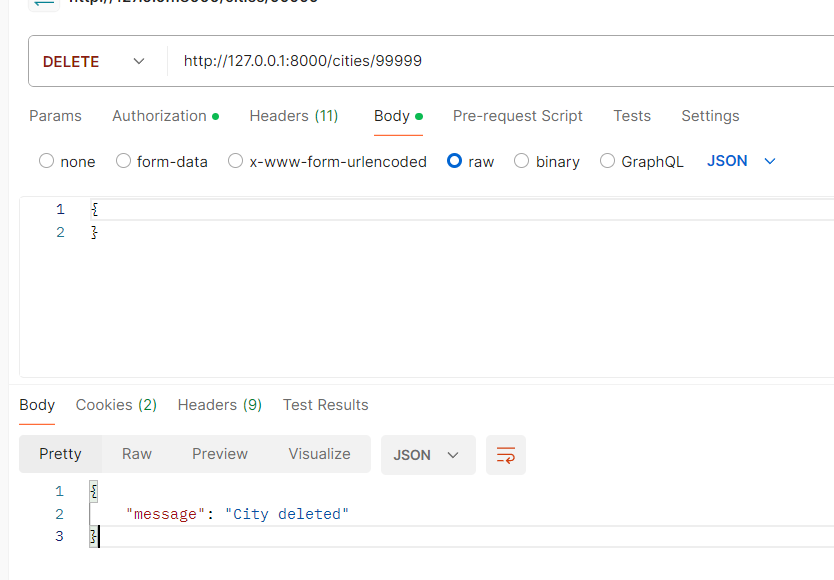 DELETE http://127.0.0.1:8000/cities/99999
Params Authorization Headers (11) Body Pre-request Script Tests Settings
none form-data x-www-form-urlencoded raw binary GraphQL JSON
1 {
2 }
Body Cookies (2) Headers (9) Test Results
Pretty Raw Preview Visualize JSON
1 {
2 "message": "City deleted"
3 }